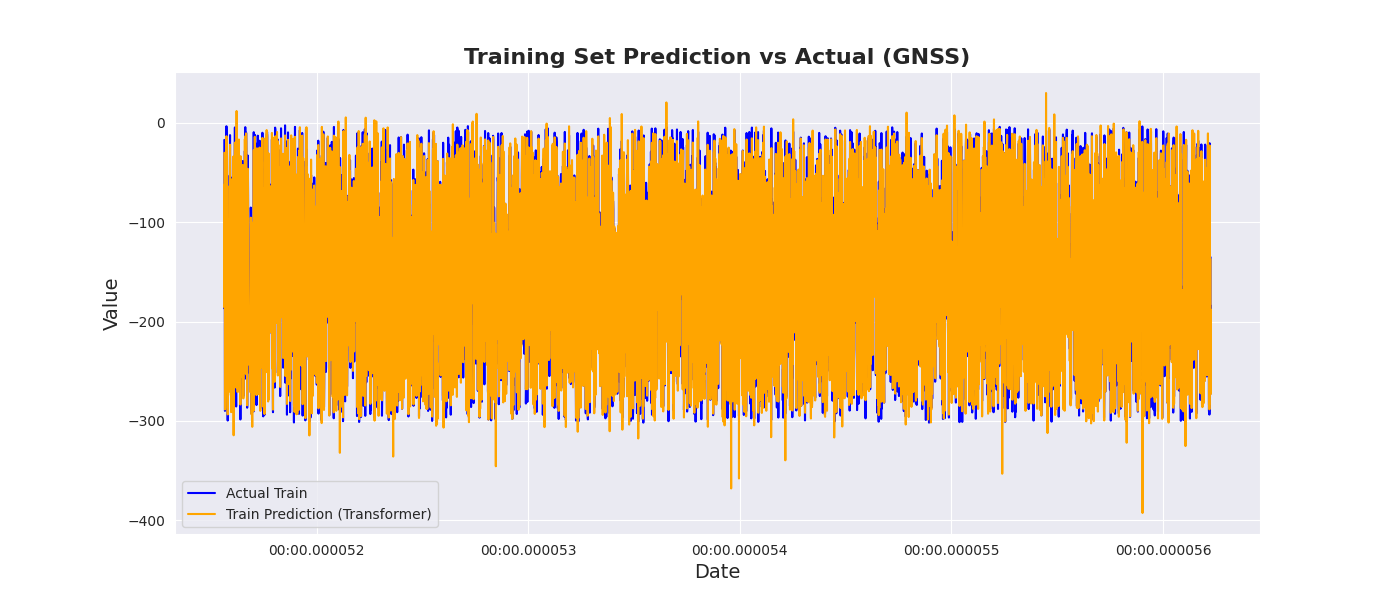 Training Set Prediction vs Actual (GNSS)
Value
0
−100
−200
−300
−400
Actual Train
Train Prediction (Transformer)
00:00.000052 00:00.000053 00:00.000054 00:00.000055 00:00.000056
Date